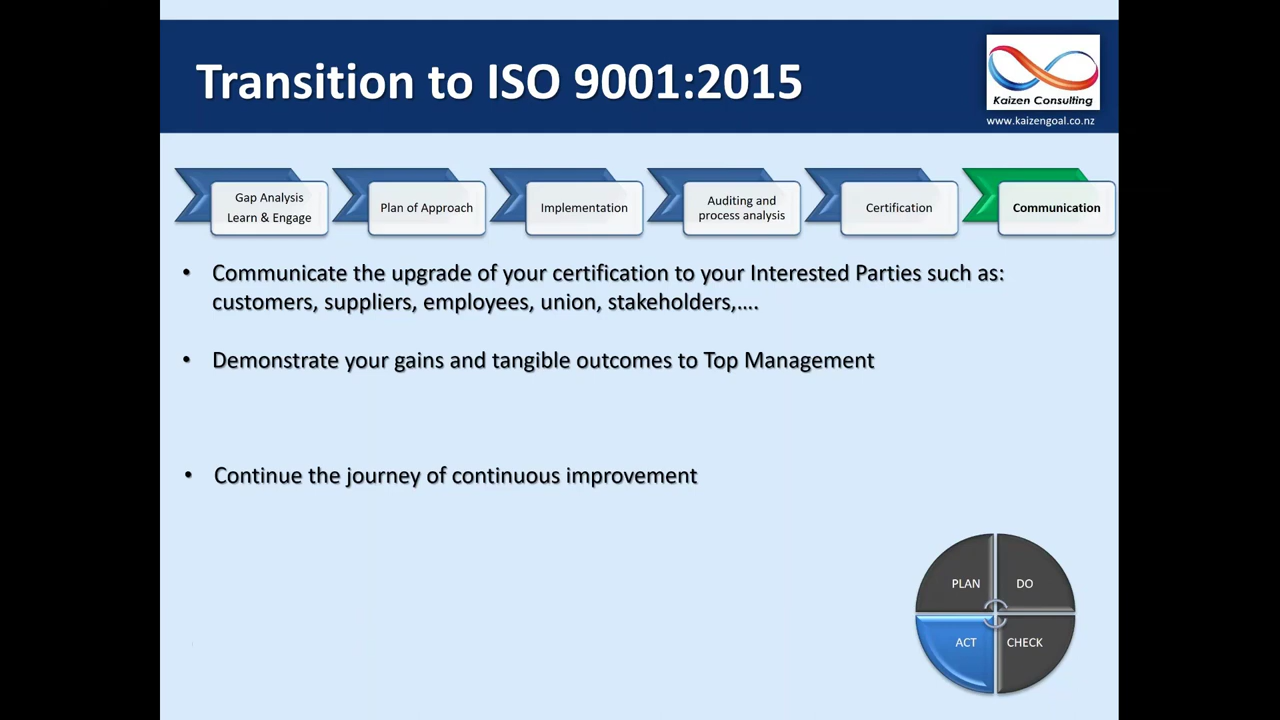 Transition to ISO 9001:2015
Kaizen Consulting
www.kaizengoal.co.nz
Gap Analysis
Learn & Engage
Plan of Approach
Implementation
Auditing and
process analysis
Certification
Communication
• Communicate the upgrade of your certification to your Interested Parties such as:
customers, suppliers, employees, union, stakeholders,....
• Demonstrate your gains and tangible outcomes to Top Management
• Continue the journey of continuous improvement
PLAN
DO
ACT
CHECK